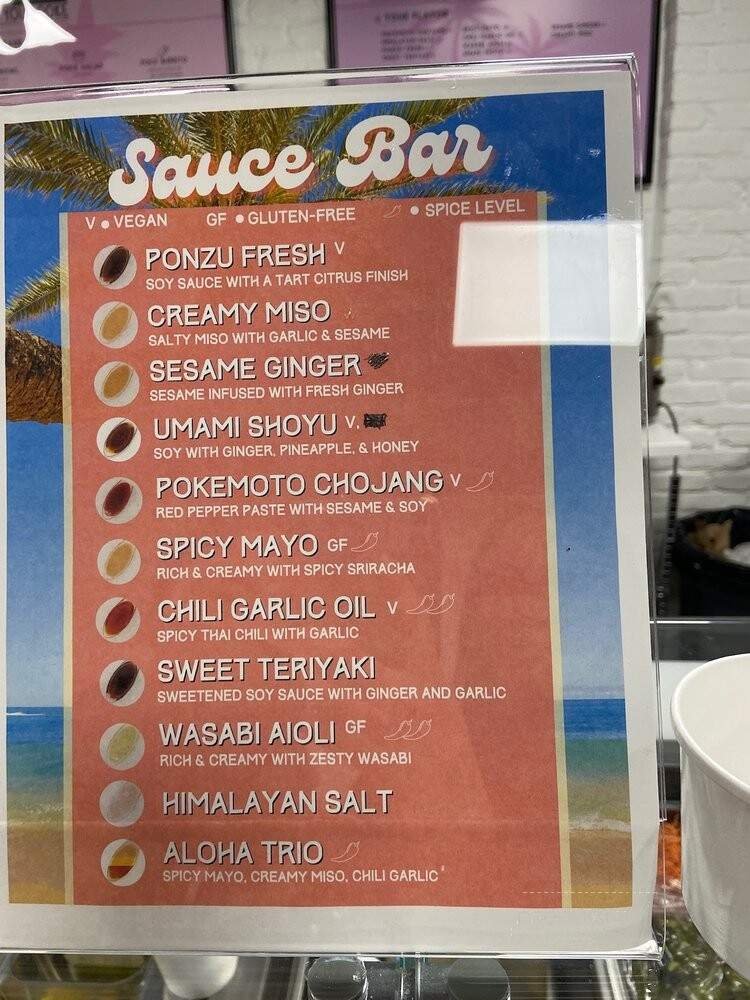 & YOUR FLAVOR
Sauce Bar
V • VEGAN GF • GLUTEN-FREE • SPICE LEVEL
PONZU FRESH V
SOY SAUCE WITH A TART CITRUS FINISH
CREAMY MISO
SALTY MISO WITH GARLIC & SESAME
SESAME GINGER
SESAME INFUSED WITH FRESH GINGER
UMAMI SHOYU V,
SOY WITH GINGER, PINEAPPLE, & HONEY
POKEMOTO CHOJANG V
RED PEPPER PASTE WITH SESAME & SOY
SPICY MAYO GF
RICH & CREAMY WITH SPICY SRIRACHA
CHILI GARLIC OIL V
SPICY THAI CHILI WITH GARLIC
SWEET TERIYAKI
SWEETENED SOY SAUCE WITH GINGER AND GARLIC
WASABI AIOLI GF
RICH & CREAMY WITH ZESTY WASABI
HIMALAYAN SALT
ALOHA TRIO
SPICY MAYO, CREAMY MISO, CHILI GARLIC